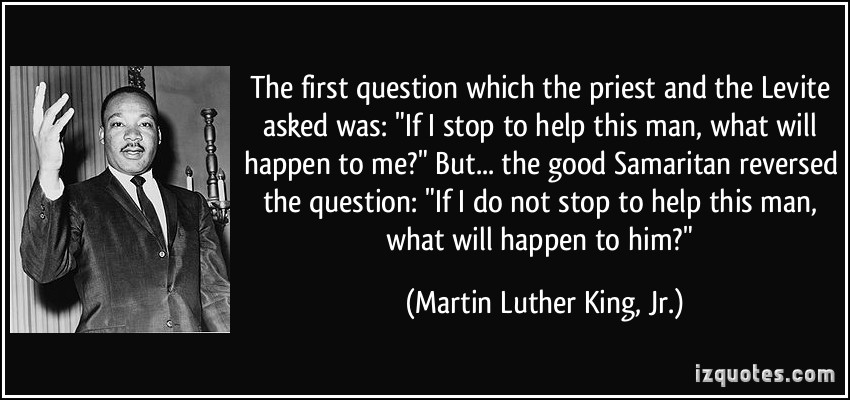 The first question which the priest and the Levite
asked was: "If I stop to help this man, what will
happen to me?" But... the good Samaritan reversed
the question: "If I do not stop to help this man,
what will happen to him?"
(Martin Luther King, Jr.)
izquotes.com